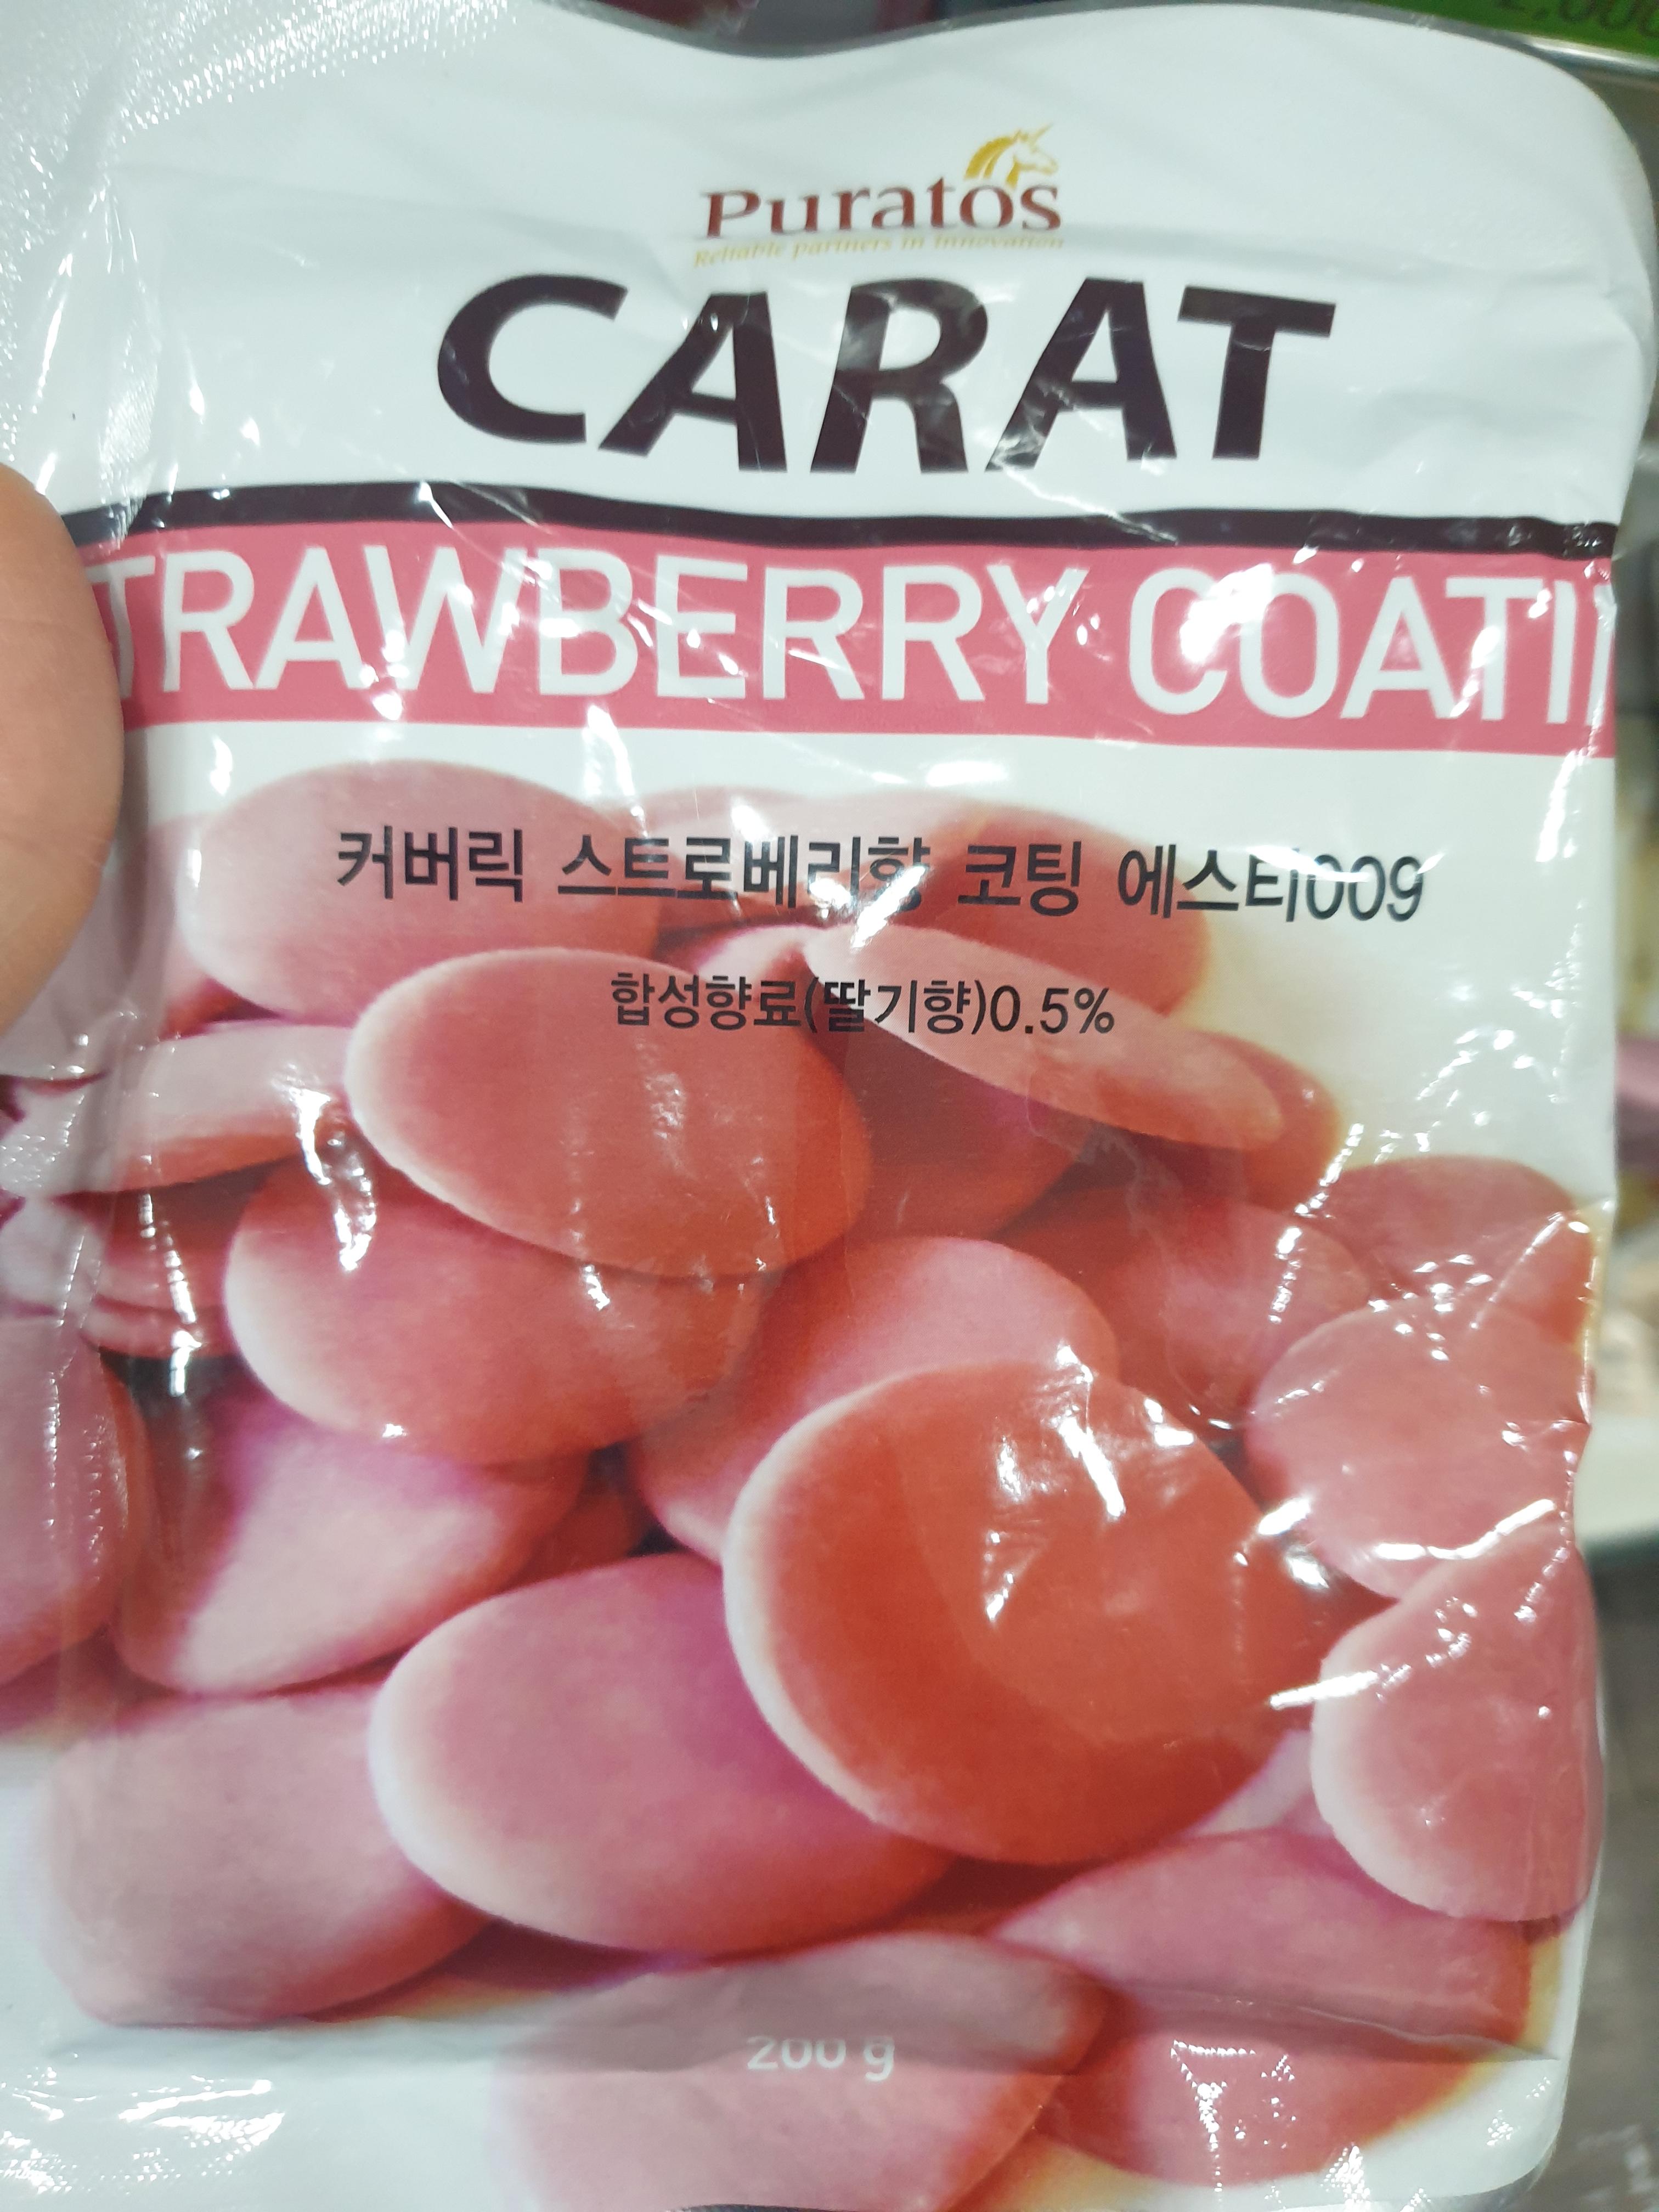 Puratos
Reliable partners in innovation
CARAT
TRAWBERRY COATI
커버릭 스트로베리향 코팅 에스티009
합성향료(딸기향)0.5%
200 g